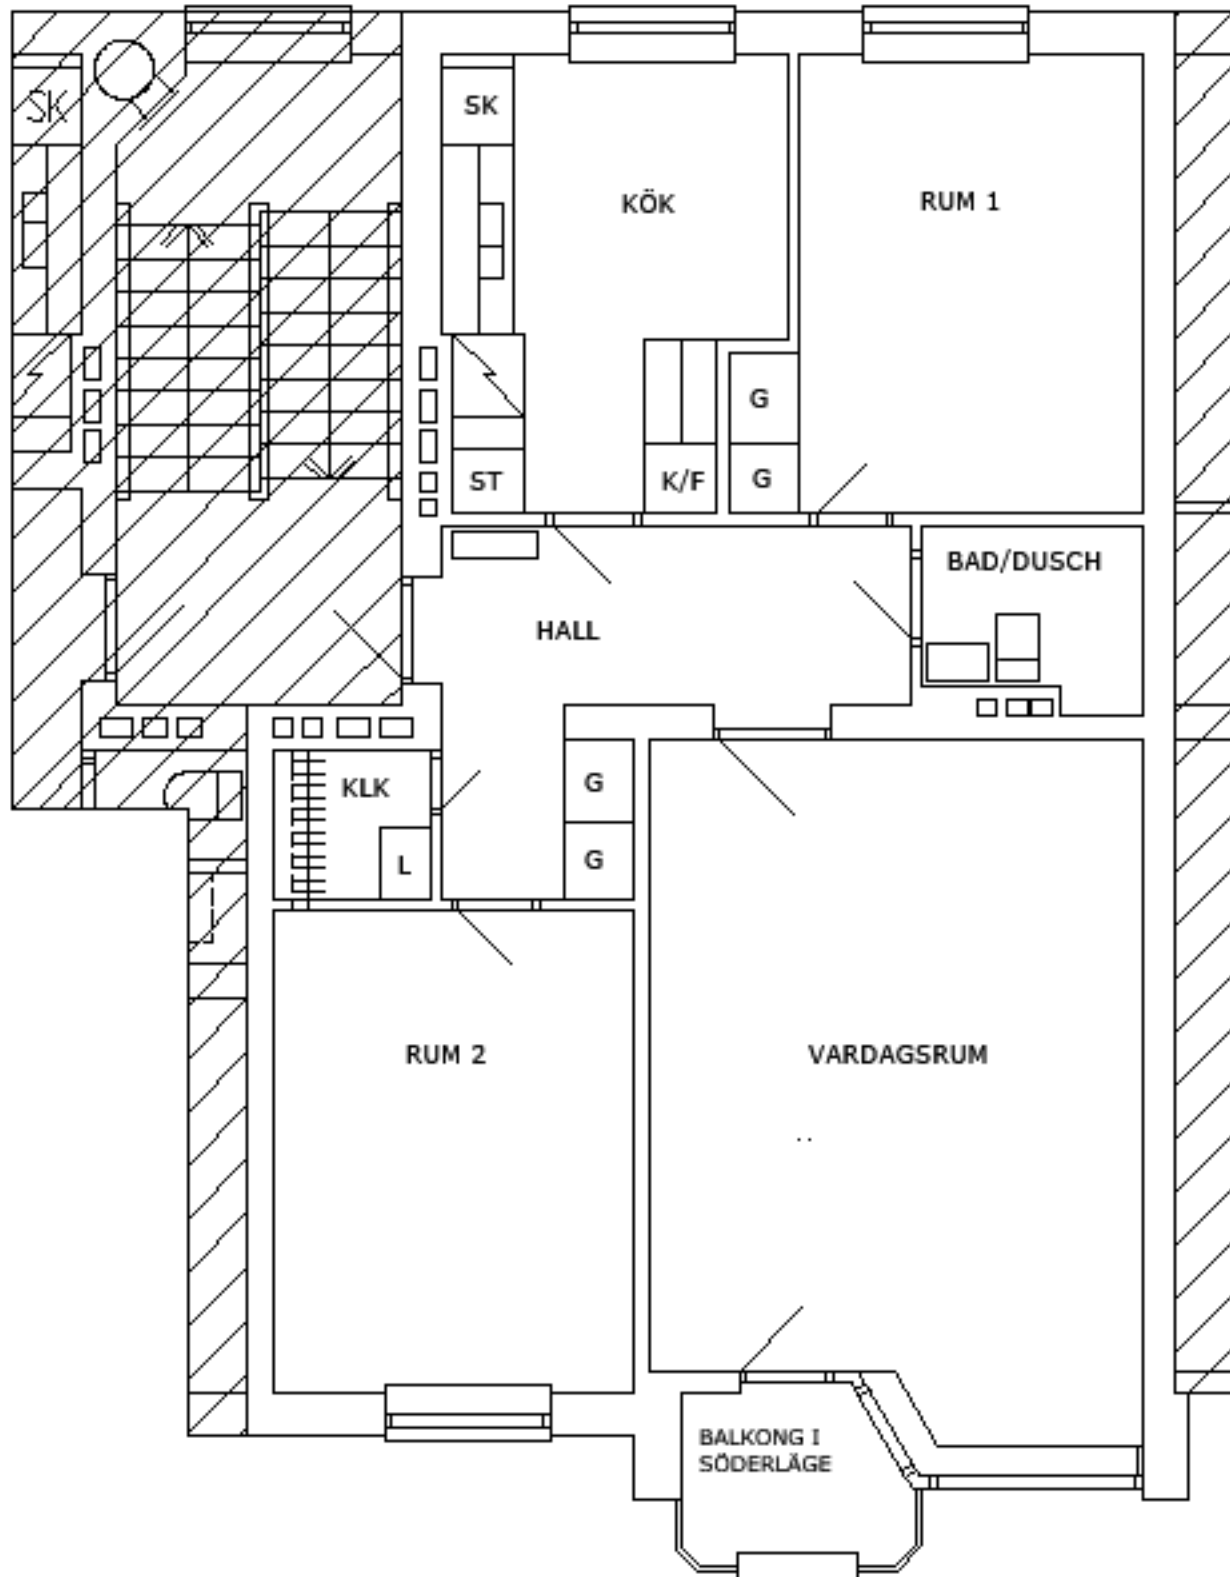 SK
SK
KÖK
RUM 1
G
ST
K/F
G
BAD/DUSCH
HALL
KLK
G
L
G
RUM 2
VARDAGSRUM
BALKONG I
SÖDERLÄGE